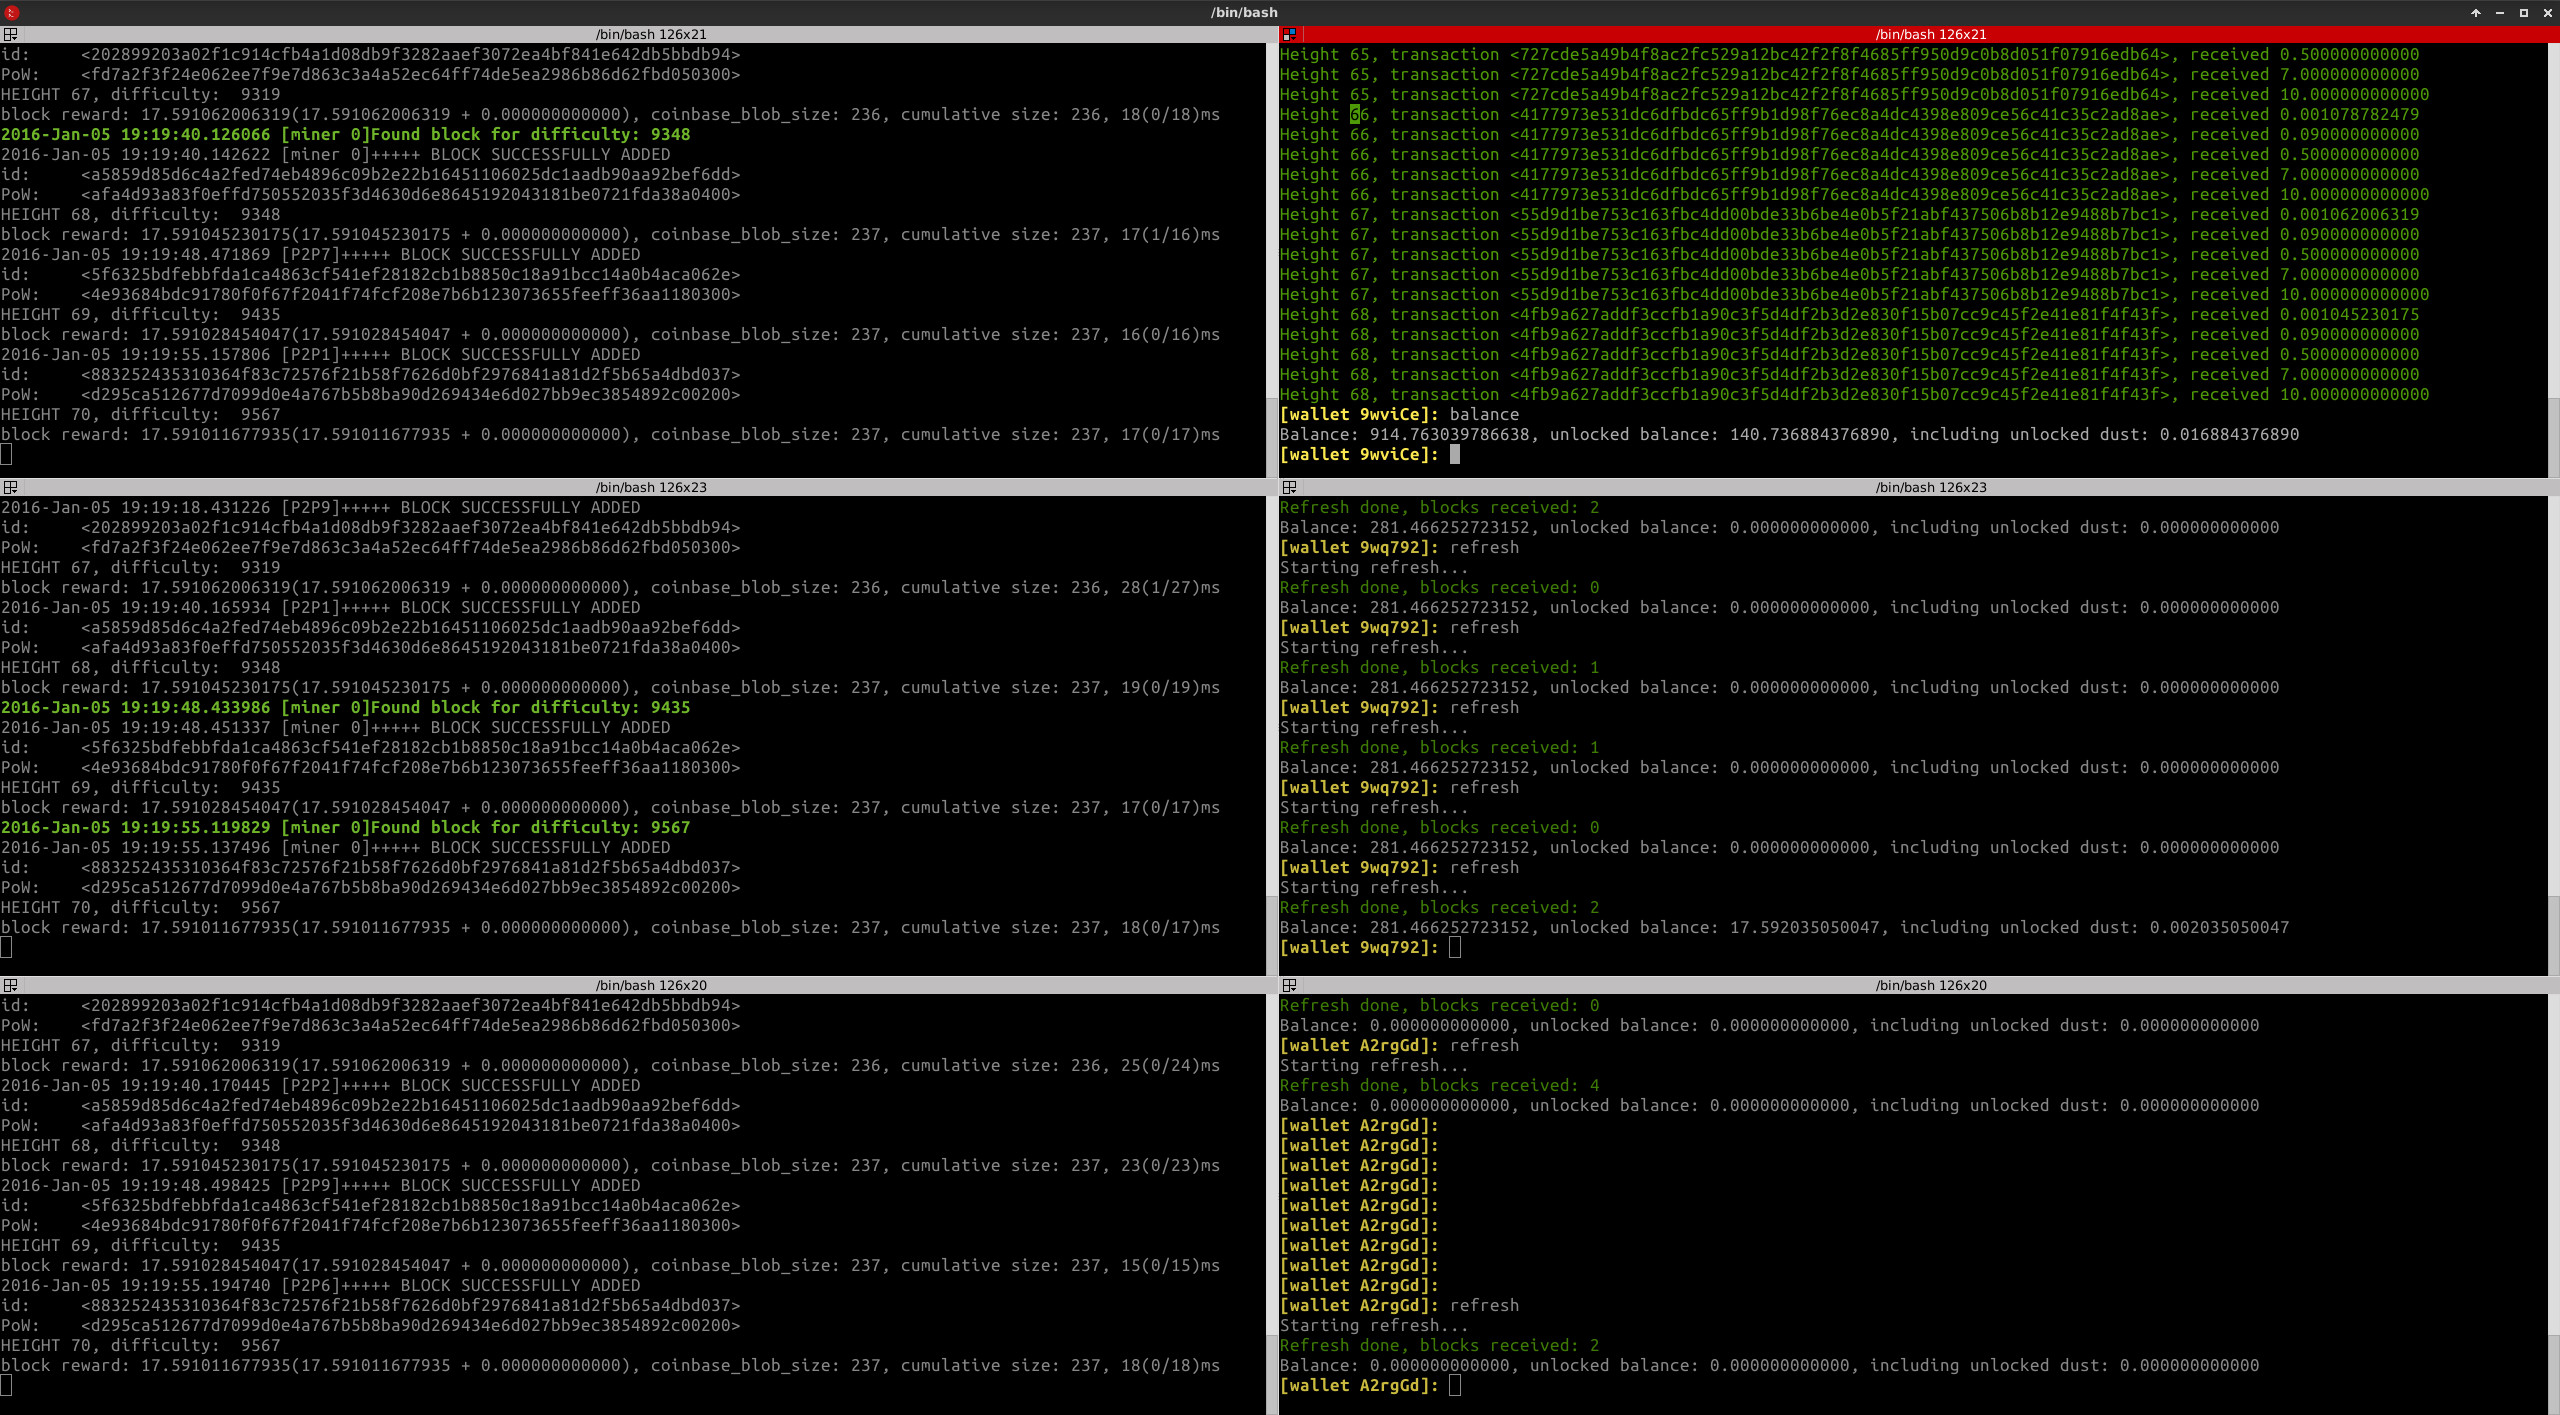 /bin/bash
/bin/bash 126x21
id:     <202899203a02f1c914cfb4a1d08db9f3282aaef3072ea4bf841e642db5bbdb94>
PoW:    <fd7a2f3f24e062ee7f9e7d863c3a4a52ec64ff74de5ea2986b86d62fbd050300>
HEIGHT 67, difficulty:  9319
block reward: 17.591062006319(17.591062006319 + 0.000000000000), coinbase_blob_size: 236, cumulative size: 236, 18(0/18)ms
2016-Jan-05 19:19:40.126066 [miner 0]Found block for difficulty: 9348
2016-Jan-05 19:19:40.142622 [miner 0]+++++ BLOCK SUCCESSFULLY ADDED
id:     <a5859d85d6c4a2fed74eb4896c09b2e22b16451106025dc1aadb90aa92bef6dd>
PoW:    <afa4d93a83f0effd750552035f3d4630d6e8645192043181be0721fda38a0400>
HEIGHT 68, difficulty:  9348
block reward: 17.591045230175(17.591045230175 + 0.000000000000), coinbase_blob_size: 237, cumulative size: 237, 17(1/16)ms
2016-Jan-05 19:19:48.471869 [P2P7]+++++ BLOCK SUCCESSFULLY ADDED
id:     <5f6325bdfebbfda1ca4863cf541ef28182cb1b8850c18a91bcc14a0b4aca062e>
PoW:    <4e93684bdc91780f0f67f2041f74fcf208e7b6b123073655feeff36aa1180300>
HEIGHT 69, difficulty:  9435
block reward: 17.591028454047(17.591028454047 + 0.000000000000), coinbase_blob_size: 237, cumulative size: 237, 16(0/16)ms
2016-Jan-05 19:19:55.157806 [P2P1]+++++ BLOCK SUCCESSFULLY ADDED
id:     <883252435310364f83c72576f21b58f7626d0bf2976841a81d2f5b65a4dbd037>
PoW:    <d295ca512677d7099d0e4a767b5b8ba90d269434e6d027bb9ec3854892c00200>
HEIGHT 70, difficulty:  9567
block reward: 17.591011677935(17.591011677935 + 0.000000000000), coinbase_blob_size: 237, cumulative size: 237, 17(0/17)ms
/bin/bash 126x21
Height 65, transaction <727cde5a49b4f8ac2fc529a12bc42f2f8f4685ff950d9c0b8d051f07916edb64>, received 0.500000000000
Height 65, transaction <727cde5a49b4f8ac2fc529a12bc42f2f8f4685ff950d9c0b8d051f07916edb64>, received 7.000000000000
Height 65, transaction <727cde5a49b4f8ac2fc529a12bc42f2f8f4685ff950d9c0b8d051f07916edb64>, received 10.000000000000
Height 66, transaction <4177973e531dc6dfbdc65ff9b1d98f76ec8a4dc4398e809ce56c41c35c2ad8ae>, received 0.001078782479
Height 66, transaction <4177973e531dc6dfbdc65ff9b1d98f76ec8a4dc4398e809ce56c41c35c2ad8ae>, received 0.090000000000
Height 66, transaction <4177973e531dc6dfbdc65ff9b1d98f76ec8a4dc4398e809ce56c41c35c2ad8ae>, received 0.500000000000
Height 66, transaction <4177973e531dc6dfbdc65ff9b1d98f76ec8a4dc4398e809ce56c41c35c2ad8ae>, received 7.000000000000
Height 66, transaction <4177973e531dc6dfbdc65ff9b1d98f76ec8a4dc4398e809ce56c41c35c2ad8ae>, received 10.000000000000
Height 67, transaction <55d9d1be753c163fbc4dd00bde33b6be4e0b5f21abf437506b8b12e9488b7bc1>, received 0.001062006319
Height 67, transaction <55d9d1be753c163fbc4dd00bde33b6be4e0b5f21abf437506b8b12e9488b7bc1>, received 0.090000000000
Height 67, transaction <55d9d1be753c163fbc4dd00bde33b6be4e0b5f21abf437506b8b12e9488b7bc1>, received 0.500000000000
Height 67, transaction <55d9d1be753c163fbc4dd00bde33b6be4e0b5f21abf437506b8b12e9488b7bc1>, received 7.000000000000
Height 67, transaction <55d9d1be753c163fbc4dd00bde33b6be4e0b5f21abf437506b8b12e9488b7bc1>, received 10.000000000000
Height 68, transaction <4fb9a627addf3ccfb1a90c3f5d4df2b3d2e830f15b07cc9c45f2e41e81f4f43f>, received 0.001045230175
Height 68, transaction <4fb9a627addf3ccfb1a90c3f5d4df2b3d2e830f15b07cc9c45f2e41e81f4f43f>, received 0.090000000000
Height 68, transaction <4fb9a627addf3ccfb1a90c3f5d4df2b3d2e830f15b07cc9c45f2e41e81f4f43f>, received 0.500000000000
Height 68, transaction <4fb9a627addf3ccfb1a90c3f5d4df2b3d2e830f15b07cc9c45f2e41e81f4f43f>, received 7.000000000000
Height 68, transaction <4fb9a627addf3ccfb1a90c3f5d4df2b3d2e830f15b07cc9c45f2e41e81f4f43f>, received 10.000000000000
[wallet 9wviCe]: balance
Balance: 914.763039786638, unlocked balance: 140.736884376890, including unlocked dust: 0.016884376890
[wallet 9wviCe]:
/bin/bash 126x23
2016-Jan-05 19:19:18.431226 [P2P9]+++++ BLOCK SUCCESSFULLY ADDED
id:     <202899203a02f1c914cfb4a1d08db9f3282aaef3072ea4bf841e642db5bbdb94>
PoW:    <fd7a2f3f24e062ee7f9e7d863c3a4a52ec64ff74de5ea2986b86d62fbd050300>
HEIGHT 67, difficulty:  9319
block reward: 17.591062006319(17.591062006319 + 0.000000000000), coinbase_blob_size: 236, cumulative size: 236, 28(1/27)ms
2016-Jan-05 19:19:40.165934 [P2P1]+++++ BLOCK SUCCESSFULLY ADDED
id:     <a5859d85d6c4a2fed74eb4896c09b2e22b16451106025dc1aadb90aa92bef6dd>
PoW:    <afa4d93a83f0effd750552035f3d4630d6e8645192043181be0721fda38a0400>
HEIGHT 68, difficulty:  9348
block reward: 17.591045230175(17.591045230175 + 0.000000000000), coinbase_blob_size: 237, cumulative size: 237, 19(0/19)ms
2016-Jan-05 19:19:48.433986 [miner 0]Found block for difficulty: 9435
2016-Jan-05 19:19:48.451337 [miner 0]+++++ BLOCK SUCCESSFULLY ADDED
id:     <5f6325bdfebbfda1ca4863cf541ef28182cb1b8850c18a91bcc14a0b4aca062e>
PoW:    <4e93684bdc91780f0f67f2041f74fcf208e7b6b123073655feeff36aa1180300>
HEIGHT 69, difficulty:  9435
block reward: 17.591028454047(17.591028454047 + 0.000000000000), coinbase_blob_size: 237, cumulative size: 237, 17(0/17)ms
2016-Jan-05 19:19:55.119829 [miner 0]Found block for difficulty: 9567
2016-Jan-05 19:19:55.137496 [miner 0]+++++ BLOCK SUCCESSFULLY ADDED
id:     <883252435310364f83c72576f21b58f7626d0bf2976841a81d2f5b65a4dbd037>
PoW:    <d295ca512677d7099d0e4a767b5b8ba90d269434e6d027bb9ec3854892c00200>
HEIGHT 70, difficulty:  9567
block reward: 17.591011677935(17.591011677935 + 0.000000000000), coinbase_blob_size: 237, cumulative size: 237, 18(0/17)ms
/bin/bash 126x23
Refresh done, blocks received: 2
Balance: 281.466252723152, unlocked balance: 0.000000000000, including unlocked dust: 0.000000000000
[wallet 9wq792]: refresh
Starting refresh...
Refresh done, blocks received: 0
Balance: 281.466252723152, unlocked balance: 0.000000000000, including unlocked dust: 0.000000000000
[wallet 9wq792]: refresh
Starting refresh...
Refresh done, blocks received: 1
Balance: 281.466252723152, unlocked balance: 0.000000000000, including unlocked dust: 0.000000000000
[wallet 9wq792]: refresh
Starting refresh...
Refresh done, blocks received: 1
Balance: 281.466252723152, unlocked balance: 0.000000000000, including unlocked dust: 0.000000000000
[wallet 9wq792]: refresh
Starting refresh...
Refresh done, blocks received: 0
Balance: 281.466252723152, unlocked balance: 0.000000000000, including unlocked dust: 0.000000000000
[wallet 9wq792]: refresh
Starting refresh...
Refresh done, blocks received: 2
Balance: 281.466252723152, unlocked balance: 17.592035050047, including unlocked dust: 0.002035050047
[wallet 9wq792]:
/bin/bash 126x20
id:     <202899203a02f1c914cfb4a1d08db9f3282aaef3072ea4bf841e642db5bbdb94>
PoW:    <fd7a2f3f24e062ee7f9e7d863c3a4a52ec64ff74de5ea2986b86d62fbd050300>
HEIGHT 67, difficulty:  9319
block reward: 17.591062006319(17.591062006319 + 0.000000000000), coinbase_blob_size: 236, cumulative size: 236, 25(0/24)ms
2016-Jan-05 19:19:40.170445 [P2P2]+++++ BLOCK SUCCESSFULLY ADDED
id:     <a5859d85d6c4a2fed74eb4896c09b2e22b16451106025dc1aadb90aa92bef6dd>
PoW:    <afa4d93a83f0effd750552035f3d4630d6e8645192043181be0721fda38a0400>
HEIGHT 68, difficulty:  9348
block reward: 17.591045230175(17.591045230175 + 0.000000000000), coinbase_blob_size: 237, cumulative size: 237, 23(0/23)ms
2016-Jan-05 19:19:48.498425 [P2P9]+++++ BLOCK SUCCESSFULLY ADDED
id:     <5f6325bdfebbfda1ca4863cf541ef28182cb1b8850c18a91bcc14a0b4aca062e>
PoW:    <4e93684bdc91780f0f67f2041f74fcf208e7b6b123073655feeff36aa1180300>
HEIGHT 69, difficulty:  9435
block reward: 17.591028454047(17.591028454047 + 0.000000000000), coinbase_blob_size: 237, cumulative size: 237, 15(0/15)ms
2016-Jan-05 19:19:55.194740 [P2P6]+++++ BLOCK SUCCESSFULLY ADDED
id:     <883252435310364f83c72576f21b58f7626d0bf2976841a81d2f5b65a4dbd037>
PoW:    <d295ca512677d7099d0e4a767b5b8ba90d269434e6d027bb9ec3854892c00200>
HEIGHT 70, difficulty:  9567
block reward: 17.591011677935(17.591011677935 + 0.000000000000), coinbase_blob_size: 237, cumulative size: 237, 18(0/18)ms
/bin/bash 126x20
Refresh done, blocks received: 0
Balance: 0.000000000000, unlocked balance: 0.000000000000, including unlocked dust: 0.000000000000
[wallet A2rgGd]: refresh
Starting refresh...
Refresh done, blocks received: 4
Balance: 0.000000000000, unlocked balance: 0.000000000000, including unlocked dust: 0.000000000000
[wallet A2rgGd]:
[wallet A2rgGd]:
[wallet A2rgGd]:
[wallet A2rgGd]:
[wallet A2rgGd]:
[wallet A2rgGd]:
[wallet A2rgGd]:
[wallet A2rgGd]:
[wallet A2rgGd]:
[wallet A2rgGd]: refresh
Starting refresh...
Refresh done, blocks received: 2
Balance: 0.000000000000, unlocked balance: 0.000000000000, including unlocked dust: 0.000000000000
[wallet A2rgGd]: